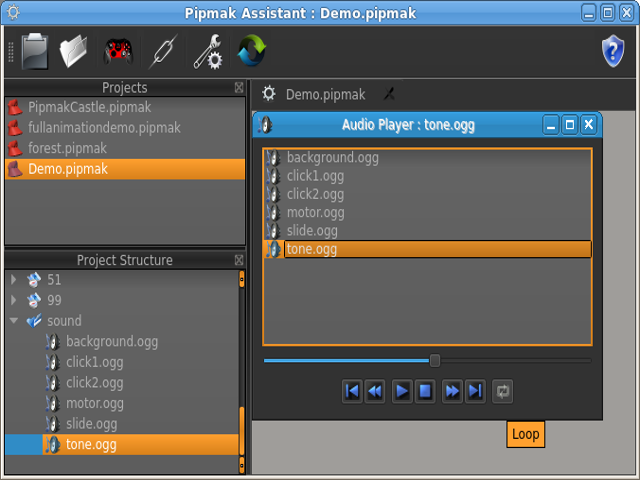 Pipmak Assistant : Demo.pipmak
Projects
PipmakCastle.pipmak
fullanimationdemo.pipmak
forest.pipmak
Demo.pipmak
Project Structure
51
99
sound
background.ogg
click1.ogg
click2.ogg
motor.ogg
slide.ogg
tone.ogg
Demo.pipmak
Audio Player : tone.ogg
background.ogg
click1.ogg
click2.ogg
motor.ogg
slide.ogg
tone.ogg
Loop